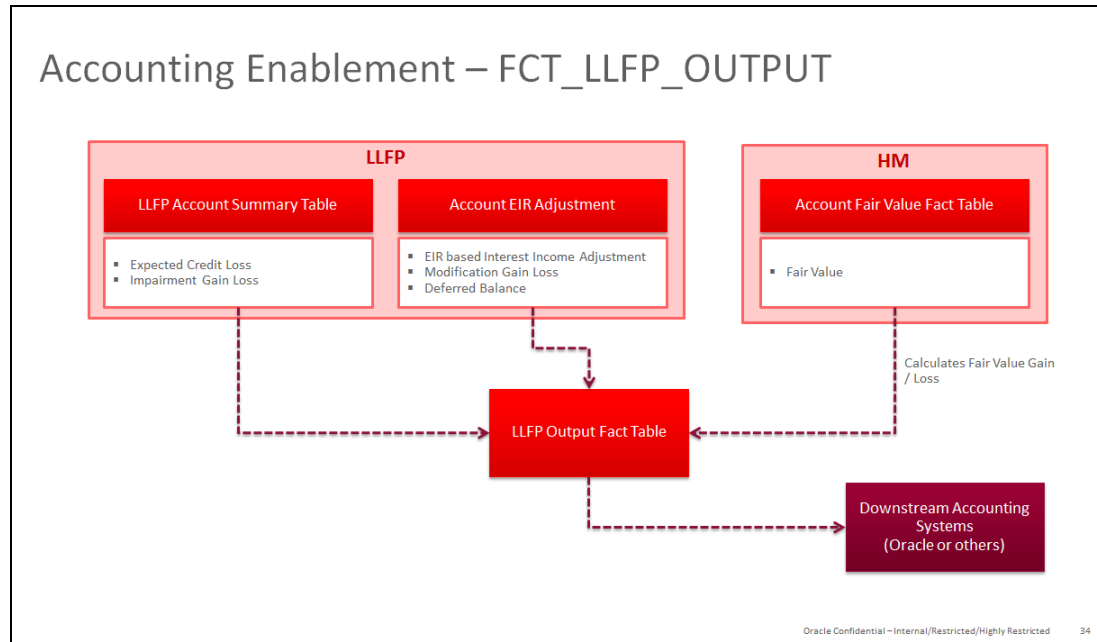 Accounting Enablement – FCT_LLFP_OUTPUT
LLFP
LLFP Account Summary Table
▪ Expected Credit Loss
▪ Impairment Gain Loss
Account EIR Adjustment
▪ EIR based Interest Income Adjustment
▪ Modification Gain Loss
▪ Deferred Balance
HM
Account Fair Value Fact Table
▪ Fair Value
Calculates Fair Value Gain
/ Loss
LLFP Output Fact Table
Downstream Accounting
Systems
(Oracle or others)
Oracle Confidential – Internal/Restricted/Highly Restricted 34